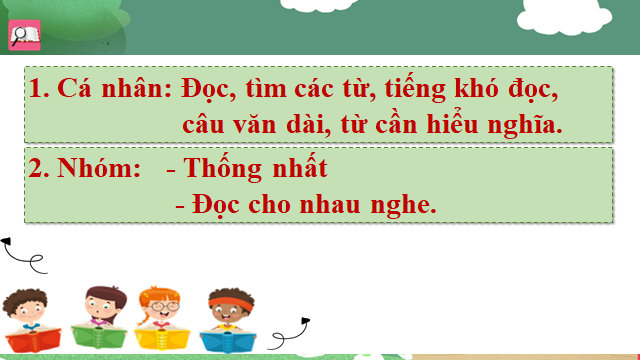 1. Cá nhân: Đọc, tìm các từ, tiếng khó đọc,
câu văn dài, từ cần hiểu nghĩa.
2. Nhóm: - Thống nhất
- Đọc cho nhau nghe.